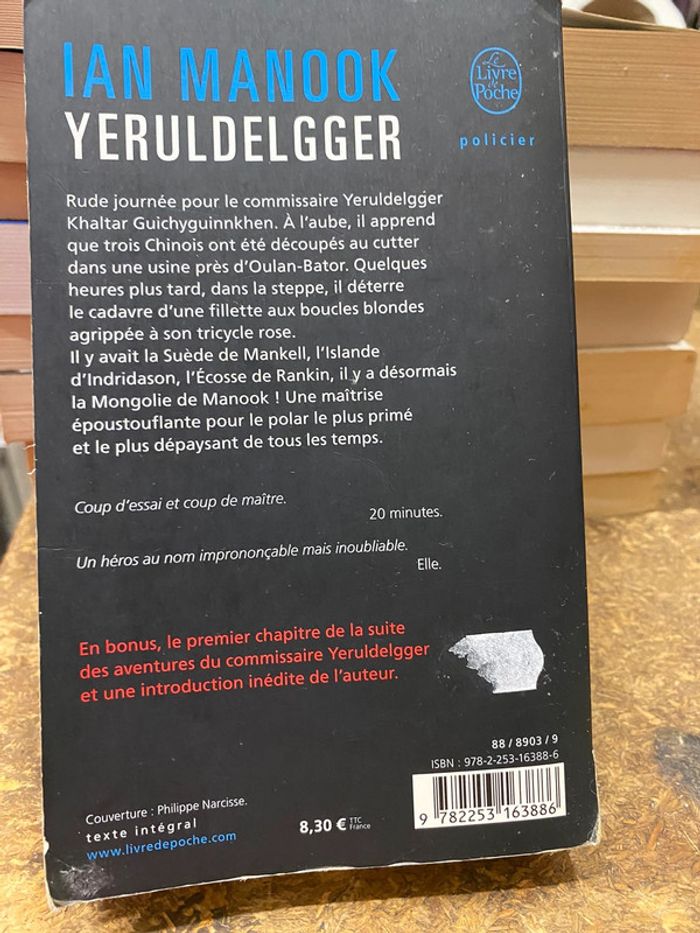 IAN MANOOK
YERULDELGGER
Le
Livre
de
Poche
policier
Rude journée pour le commissaire Yeruldelgger
Khaltar Guichyguinnkhen. À l'aube, il apprend
que trois Chinois ont été découpés au cutter
dans une usine près d'Oulan-Bator. Quelques
heures plus tard, dans la steppe, il déterre
le cadavre d'une fillette aux boucles blondes
agrippée à son tricycle rose.
Il y avait la Suède de Mankell, l'Islande
d'Indridason, l'Écosse de Rankin, il y a désormais
la Mongolie de Manook ! Une maîtrise
époustouflante pour le polar le plus primé
et le plus dépaysant de tous les temps.
Coup d'essai et coup de maître.
20 minutes.
Un héros au nom imprononçable mais inoubliable.
Elle.
En bonus, le premier chapitre de la suite
des aventures du commissaire Yeruldelgger
et une introduction inédite de l'auteur.
88 / 8903 / 9
ISBN : 978-2-253-16388-6
9 782253 163886
Couverture : Philippe Narcisse.
texte intégral
www.livredepoche.com
8,30 € TTC
France